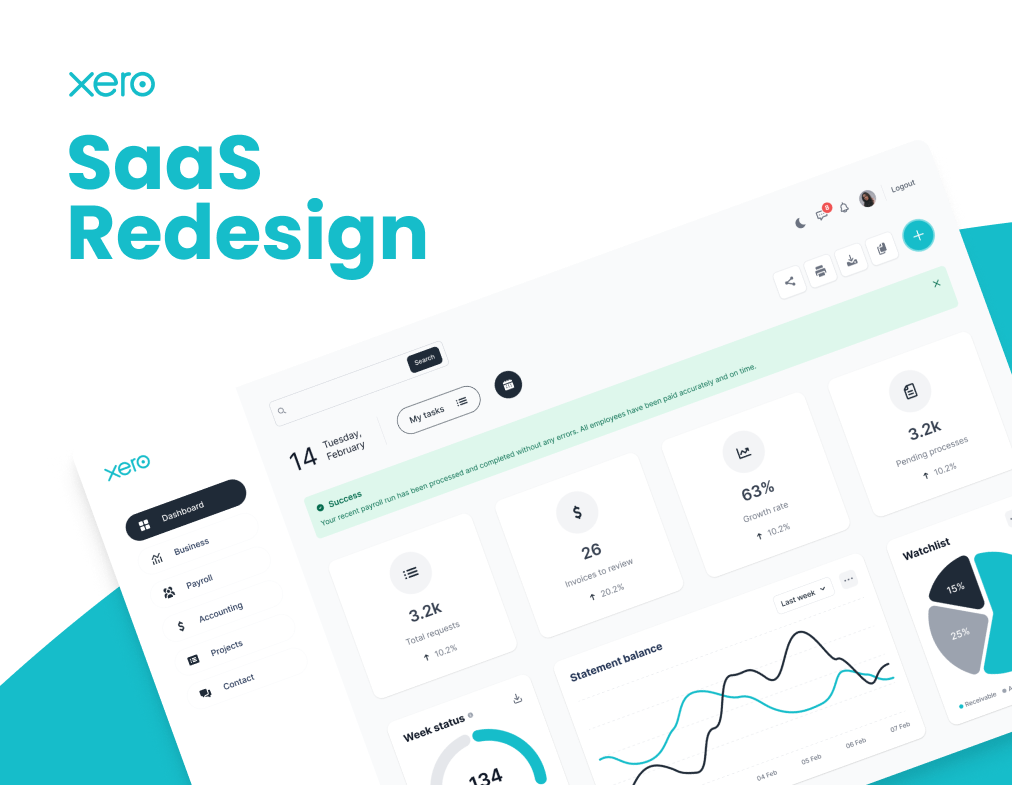 xero
SaaS
Redesign
8
Logout
Search
14
Tuesday,
February
My tasks
Success
Your recent payroll run has been processed and completed without any errors. All employees have been paid accurately and on time.
xero
Dashboard
Business
Payroll
Accounting
Projects
Contact
3.2k
Total requests
10.2%
26
Invoices to review
20.2%
63%
Growth rate
10.2%
3.2k
Pending processes
10.2%
Week status
134
Statement balance
Last week
04 Feb
05 Feb
06 Feb
07 Feb
Watchlist
15%
25%
Receivable